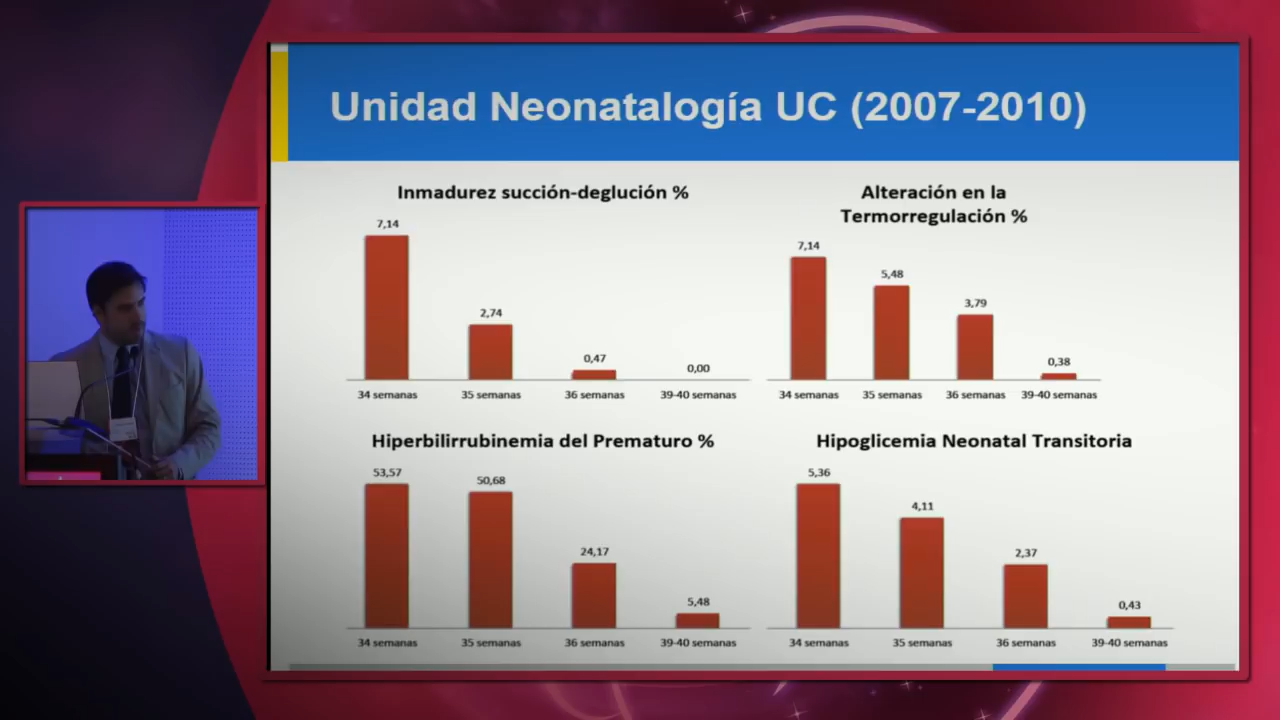 Unidad Neonatalogía UC (2007-2010)
Inmadurez succión-deglución %
7,14
2,74
0,47
0,00
34 semanas
35 semanas
36 semanas
39-40 semanas
Alteración en la
Termorregulación %
7,14
5,48
3,79
0,38
34 semanas
35 semanas
36 semanas
39-40 semanas
Hiperbilirrubinemia del Prematuro %
53,57
50,68
24,17
5,48
34 semanas
35 semanas
36 semanas
39-40 semanas
Hipoglicemia Neonatal Transitoria
5,36
4,11
2,37
0,43
34 semanas
35 semanas
36 semanas
39-40 semanas